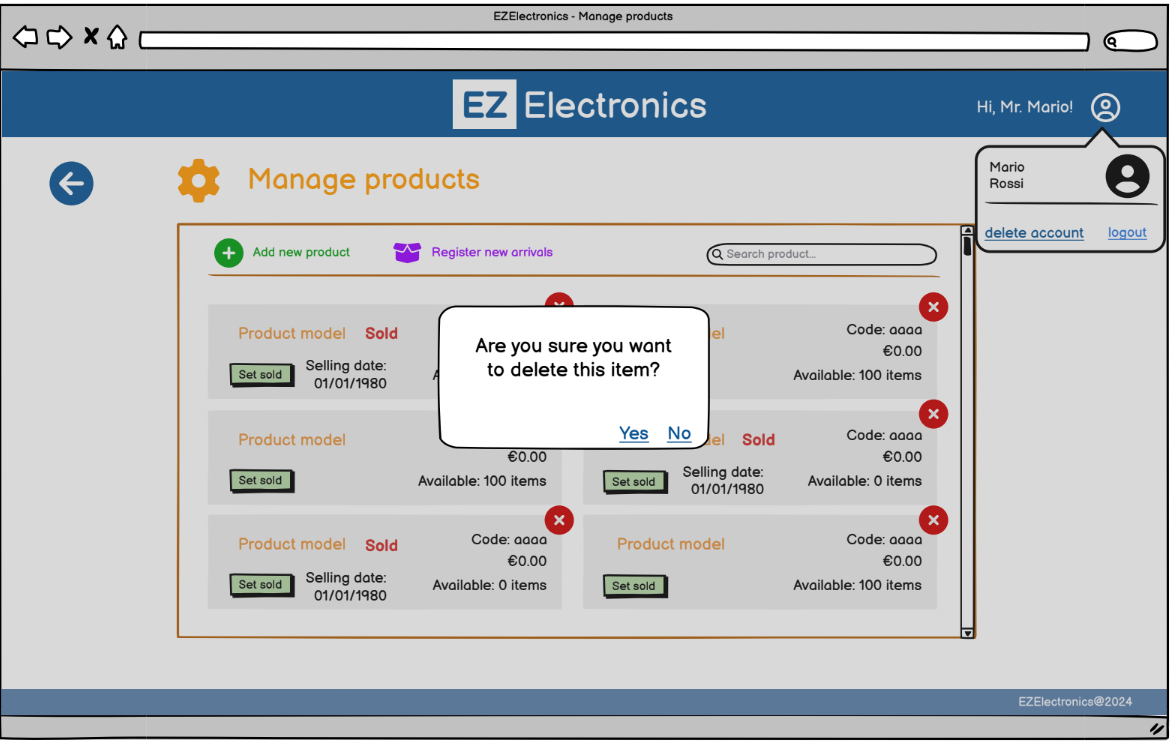 EZElectronics - Manage products
EZ Electronics
Hi, Mr. Mario!
Mario
Rossi
delete account logout
Manage products
Add new product Register new arrivals Search product...
Product model Sold
Set sold Selling date:
01/01/1980
Code: aaaa
€0.00
Available: 100 items
Are you sure you want
to delete this item?
Yes No
Product model
Set sold
€0.00
Available: 100 items
Sold
Set sold Selling date:
01/01/1980
Code: aaaa
€0.00
Available: 0 items
Product model Sold
Set sold Selling date:
01/01/1980
Code: aaaa
€0.00
Available: 0 items
Product model
Set sold
Code: aaaa
€0.00
Available: 100 items
EZElectronics@2024